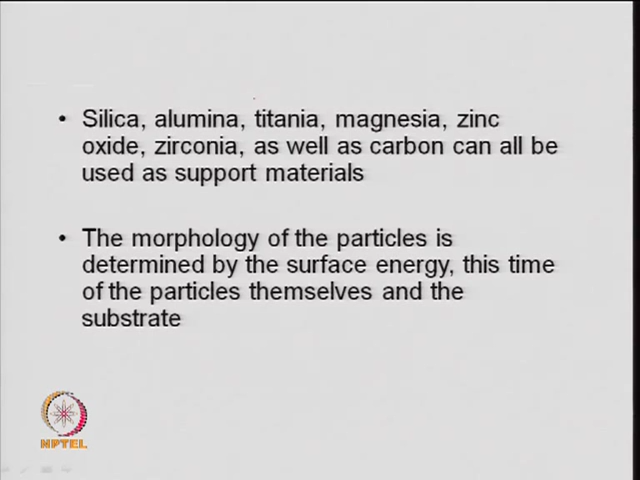 • Silica, alumina, titania, magnesia, zinc
oxide, zirconia, as well as carbon can all be
used as support materials
• The morphology of the particles is
determined by the surface energy, this time
of the particles themselves and the
substrate
NPTEL